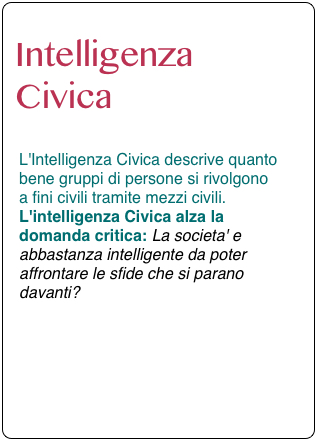 Intelligenza
Civica
L'Intelligenza Civica descrive quanto
bene gruppi di persone si rivolgono
a fini civili tramite mezzi civili.
L'intelligenza Civica alza la
domanda critica: La societa' e
abbastanza intelligente da poter
affrontare le sfide che si parano
davanti?